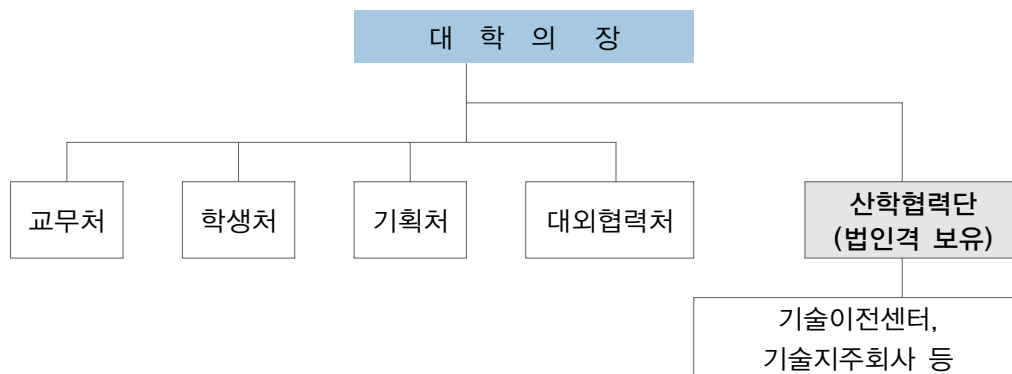 대 학 의 장
교무처
학생처
기획처
대외협력처
산학협력단
(법인격 보유)
기술이전센터,
기술지주회사 등